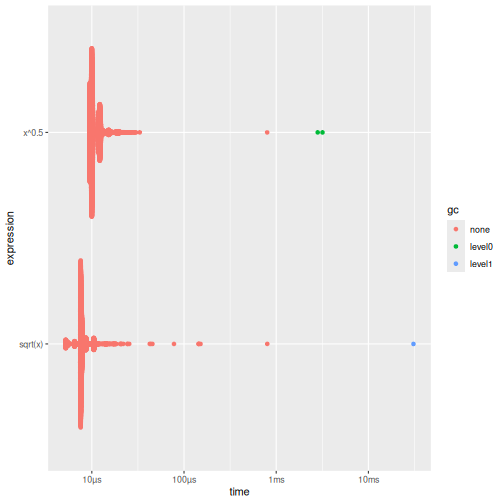 expression
x^0.5
sqrt(x)
10µs
100µs
1ms
10ms
time
gc
none
level0
level1